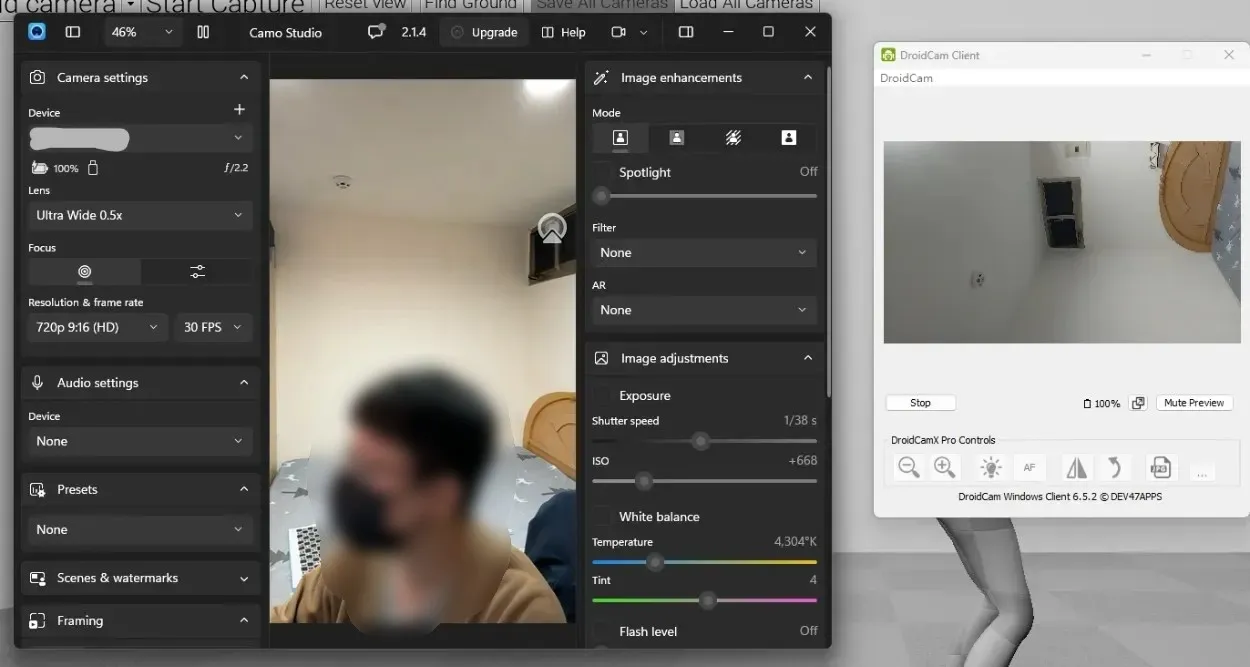 d camera Start Capture Reset View Find Ground Save All Cameras Load All Cameras
46% Camo Studio 2.1.4 Upgrade Help
Camera settings
Device
100% ƒ/2.2
Lens
Ultra Wide 0.5x
Focus
Resolution & frame rate
720p 9:16 (HD) 30 FPS
Audio settings
Device
None
Presets
None
Scenes & watermarks
Framing
Image enhancements
Mode
Spotlight Off
Filter
None
AR
None
Image adjustments
Exposure
Shutter speed 1/38 s
ISO +668
White balance
Temperature 4,304°K
Tint 4
Flash level Off
DroidCam Client
DroidCam
Stop 100% Mute Preview
DroidCamX Pro Controls
AF JPG ...
DroidCam Windows Client 6.5.2 © DEV47APPS